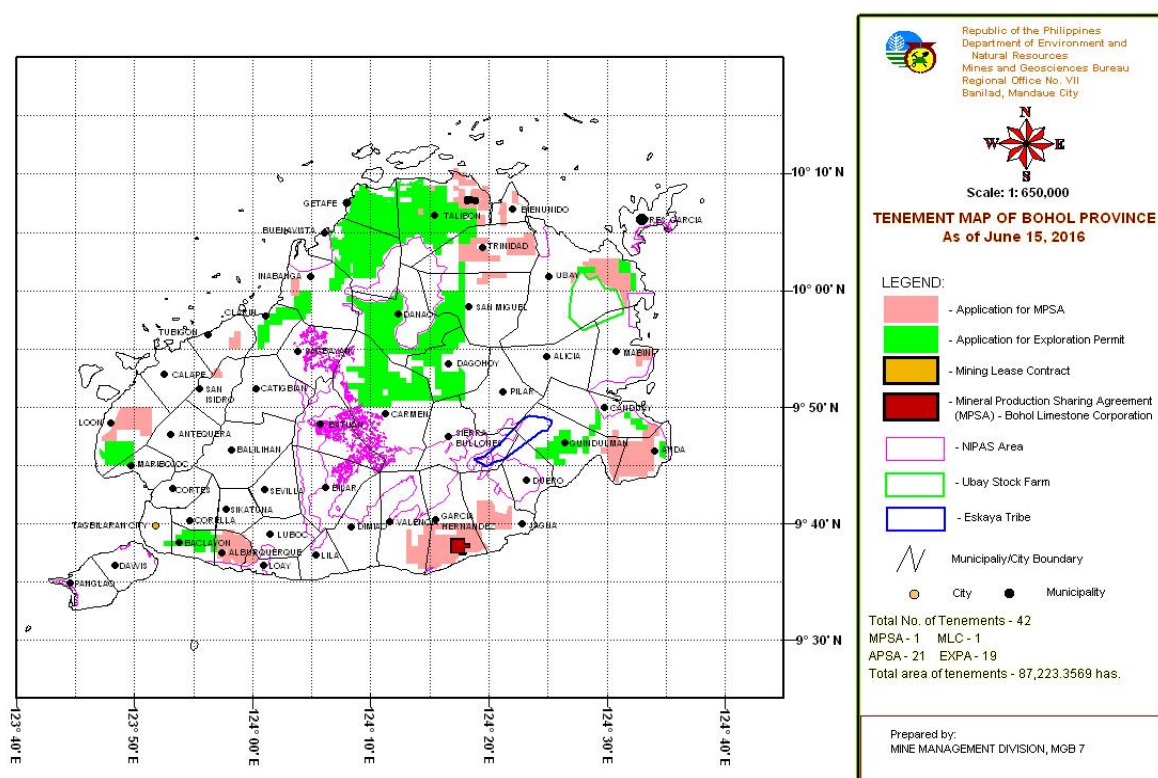 Republic of the Philippines
Department of Environment and
Natural Resources
Mines and Geosciences Bureau
Regional Office No. VII
Banilad, Mandaue City
N
W E
S
Scale: 1: 650,000
TENEMENT MAP OF BOHOL PROVINCE
As of June 15, 2016
LEGEND:
- Application for MPSA
- Application for Exploration Permit
- Mining Lease Contract
- Mineral Production Sharing Agreement
(MPSA) - Bohol Limestone Corporation
- NIPAS Area
- Ubay Stock Farm
- Eskaya Tribe
Municipality/City Boundary
City Municipality
Total No. of Tenements - 42
MPSA - 1 MLC - 1
APSA - 21 EXPA - 19
Total area of tenements - 87,223.3569 has.
Prepared by:
MINE MANAGEMENT DIVISION, MGB 7
10° 10' N
10° 00' N
9° 50' N
9° 40' N
9° 30' N
123° 40' E
123° 50' E
124° 00' E
124° 10' E
124° 20' E
124° 30' E
124° 40' E
GETAFE
TALIBON
BIENUNIDO
PRES GARCIA
BUENAVISTA
TRINIDAD
INABANGA
UBAY
CLARIN
DANAO
SAN MIGUEL
TUBIGON
SAGBAYAN
DAGOHOY
ALICIA
MABINI
CALAPE
SAN
ISIDRO
CATIGBIAN
PILAR
CARMEN
CANDIJAY
LOON
ANTEQUERA
BATUAN
SIERRA
BULLONES
GUINDULMAN
ANDA
BALILIHAN
MARIBOJOC
CORTES
SEVILLA
BILAR
DUERO
SIKATUNA
TAGBILARAN CITY
CORELLA
LUBOC
DIMIAO
VALENCIA
GARCIA
HERNANDEZ
JAGNA
BACLAYON
ALBURQUERQUE
LILA
LOAY
DAWIS
PANGLAO